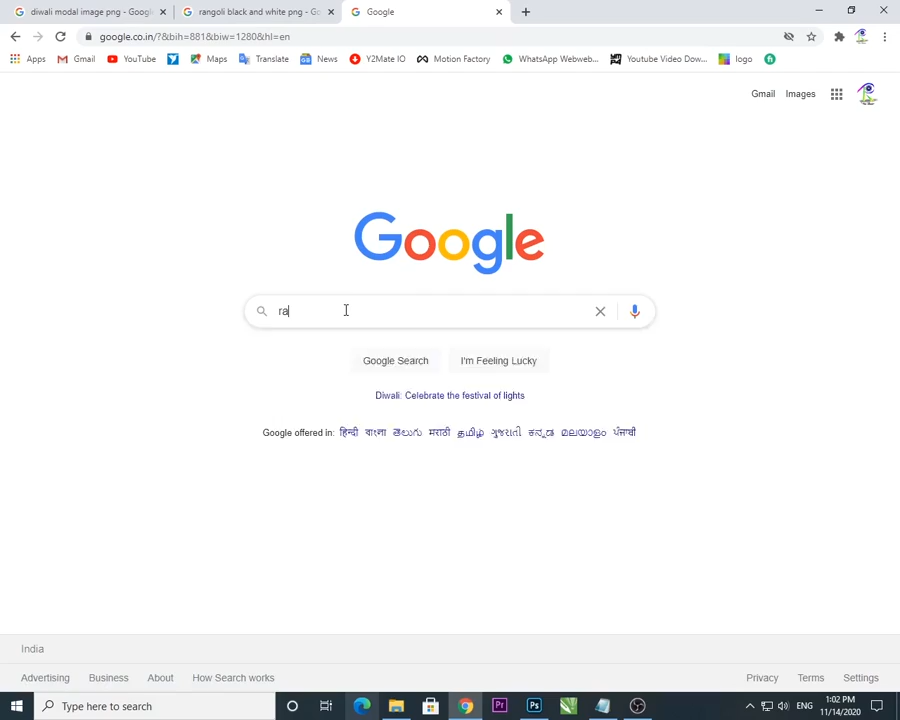 diwali modal image png - Google
rangoli black and white png - Go
Google
google.co.in/?&bih=881&biw=1280&hl=en
Apps Gmail YouTube Maps Translate News Y2Mate IO Motion Factory WhatsApp Webweb... Youtube Video Dow... logo
Gmail Images
Google
ra
Google Search I'm Feeling Lucky
Diwali: Celebrate the festival of lights
Google offered in: हिन्दी বাংলা తెలుగు मराठी தமிழ் ગુજરાતી ಕನ್ನಡ മലയാളം ਪੰਜਾਬੀ
India
Advertising Business About How Search works Privacy Terms Settings
Type here to search
Pr Ps
ENG
1:02 PM
11/14/2020